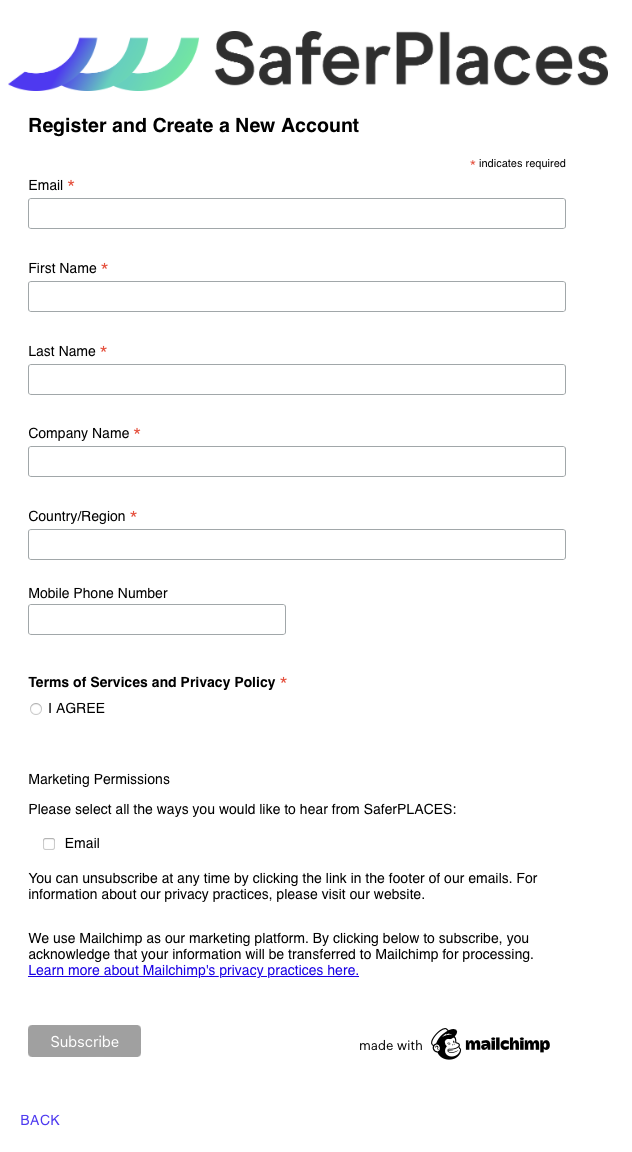 SaferPlaces
Register and Create a New Account
* indicates required
Email *
First Name *
Last Name *
Company Name *
Country/Region *
Mobile Phone Number
Terms of Services and Privacy Policy *
I AGREE
Marketing Permissions
Please select all the ways you would like to hear from SaferPLACES:
Email
You can unsubscribe at any time by clicking the link in the footer of our emails. For
information about our privacy practices, please visit our website.
We use Mailchimp as our marketing platform. By clicking below to subscribe, you
acknowledge that your information will be transferred to Mailchimp for processing.
Learn more about Mailchimp's privacy practices here.
Subscribe
made with mailchimp
BACK